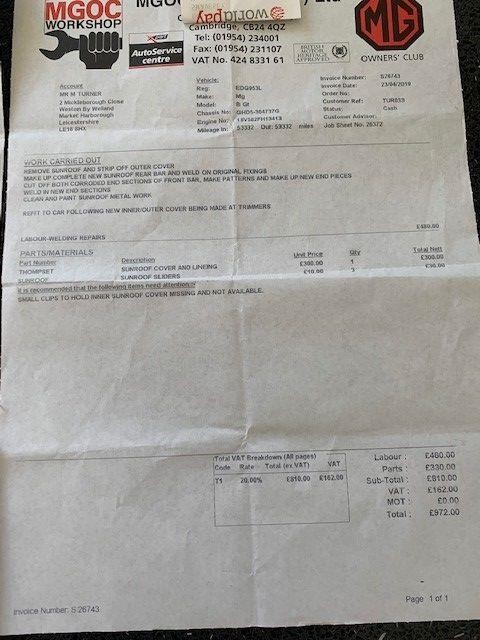 MGOC
WORKSHOP
worldpay
Cambridge, CB24 4QZ
Tel: (01954) 234001
Fax: (01954) 231107
VAT No. 424 8331 61
AutoService
centre
BRITISH
MOTOR
HERITAGE
APPROVED
MG
OWNERS' CLUB
Account
MR M TURNER
2 Muckleborough Close
Weston By Welland
Market Harborough
Leicestershire
LE16 8HX
Vehicle:
Reg: EDG953L
Make: Mg
Model: B Gt
Chassis No:
Engine No:
Mileage In: 53332 Out: 53332 miles
Invoice Number: S26743
Invoice Date: 23/04/2019
Order No:
Customer Ref: TUR033
Status: Cash
Customer Advisor:
Job Sheet No: 26372
WORK CARRIED OUT
REMOVE SUNROOF AND STRIP OFF OUTER COVER
MAKE UP COMPLETE NEW SUNROOF REAR BAR AND WELD ON ORIGINAL FIXINGS
CUT OFF BOTH CORRODED END SECTIONS OF FRONT BAR, MAKE PATTERNS AND MAKE UP NEW END PIECES
WELD IN NEW END SECTIONS
CLEAN AND PAINT SUNROOF METAL WORK
REFIT TO CAR FOLLOWING NEW INNER/OUTER COVER BEING MADE AT TRIMMERS
LABOUR-WELDING REPAIRS £480.00
PARTS/MATERIALS
Part Number Description Unit Price Qty Total Nett
THOMPSET SUNROOF COVER AND LINEING £300.00 1 £300.00
SUNROOF SUNROOF SLIDERS £10.00 3 £30.00
It is recommended that the following items need attention :-
SMALL CLIPS TO HOLD INNER SUNROOF COVER MISSING AND NOT AVAILABLE.
Total VAT Breakdown (All pages)
Code Rate Total (ex VAT) VAT
T1 20.00% £810.00 £162.00
Labour : £480.00
Parts : £330.00
Sub-Total : £810.00
VAT : £162.00
MOT : £0.00
Total : £972.00
Invoice Number: S 26743
Page 1 of 1